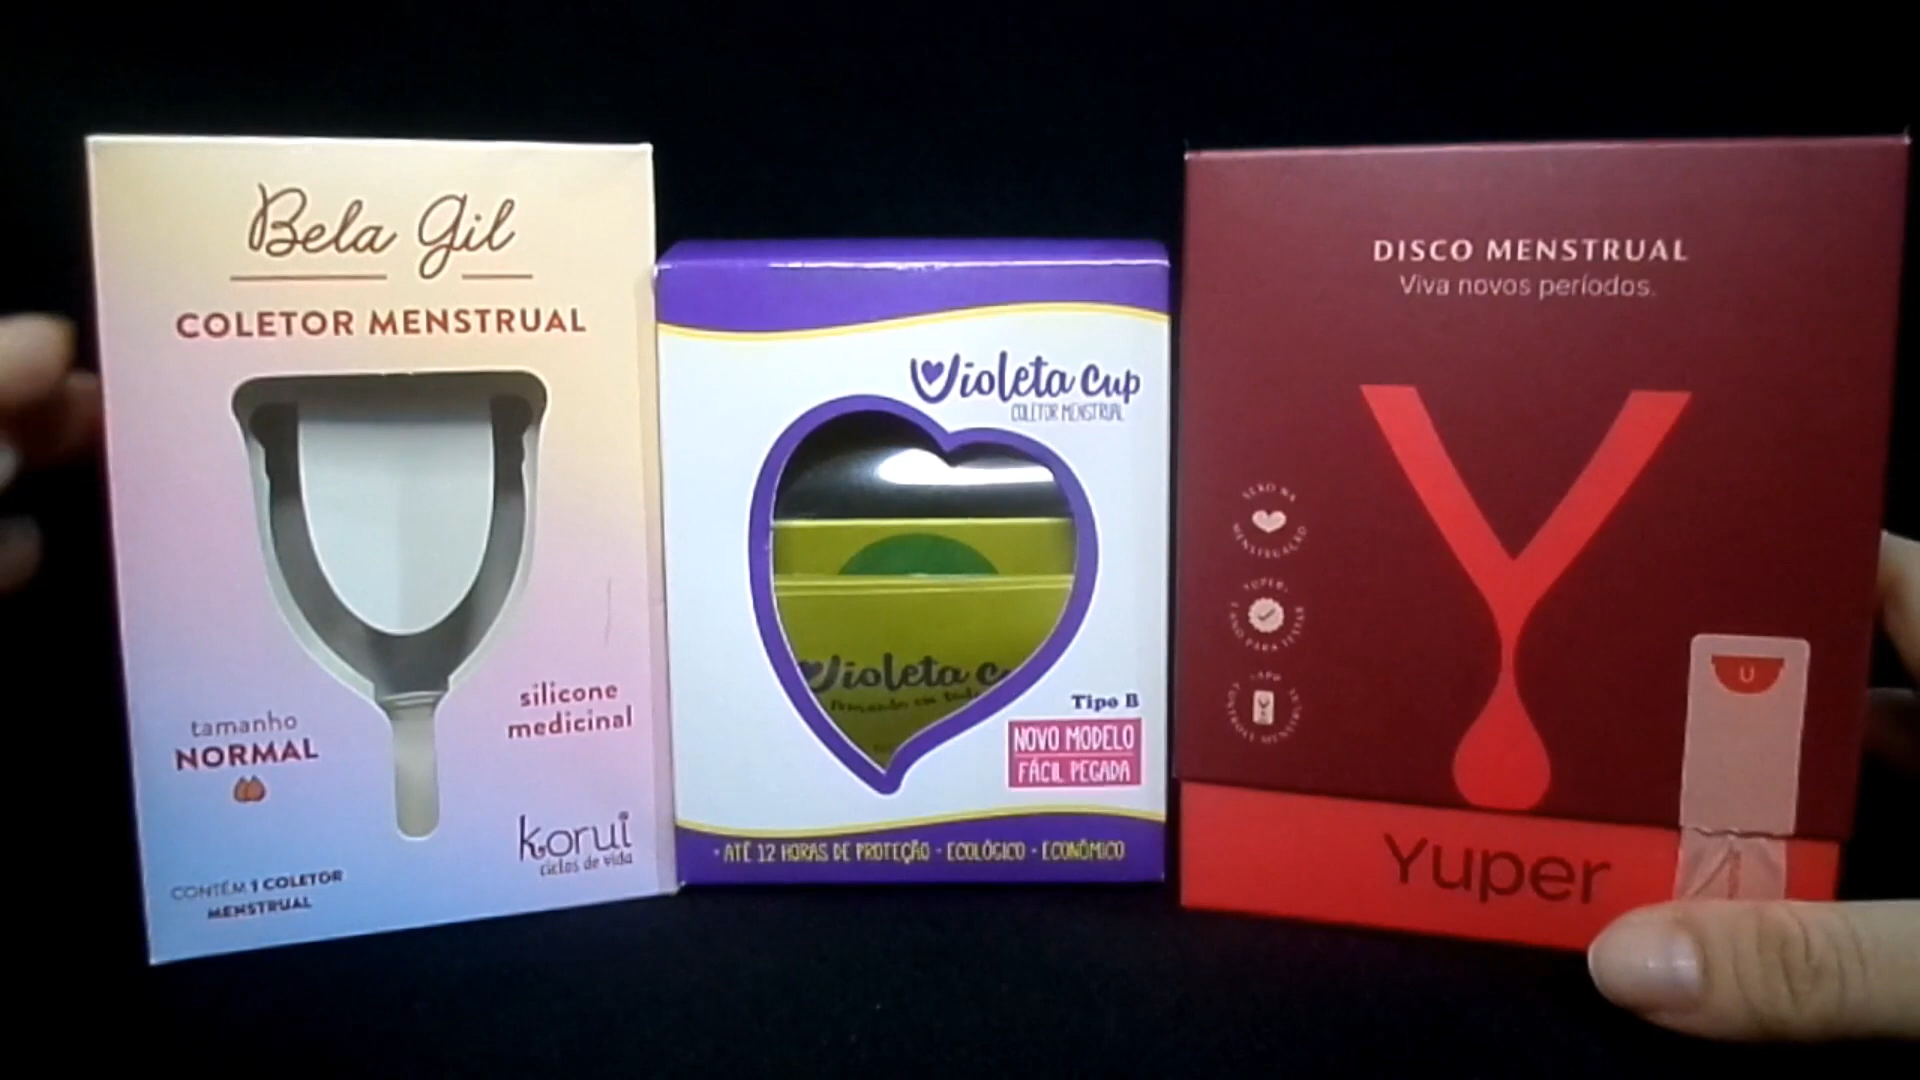 Bela Gil
COLETOR MENSTRUAL
tamanho
NORMAL
silicone
medicinal
korui
ciclos de vida
CONTÉM 1 COLETOR
MENSTRUAL
Violeta Cup
COLETOR MENSTRUAL
Violeta
Tipo B
NOVO MODELO
FÁCIL PEGADA
• ATÉ 12 HORAS DE PROTEÇÃO • ECOLÓGICO • ECONÔMICO
DISCO MENSTRUAL
Viva novos períodos.
MENSTRUAÇÃO
U
Yuper